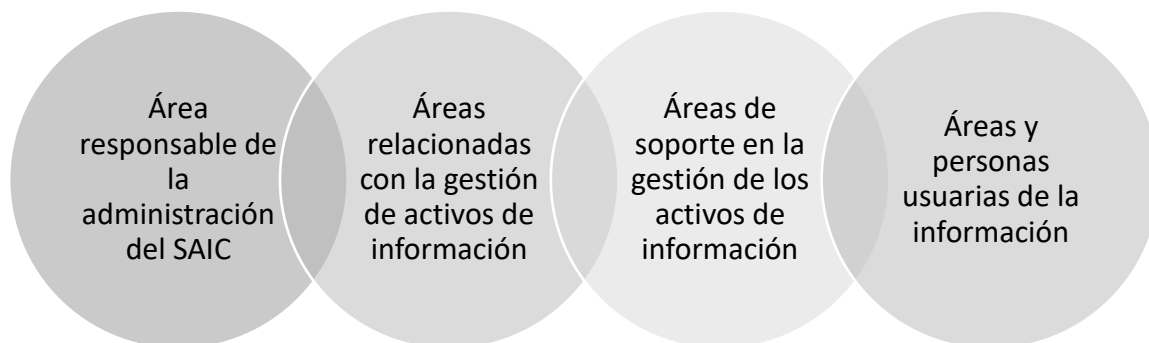 Área
responsable de
la
administración
del SAIC
Áreas
relacionadas
con la gestión
de activos de
información
Áreas de
soporte en la
gestión de los
activos de
información
Áreas y
personas
usuarias de la
información